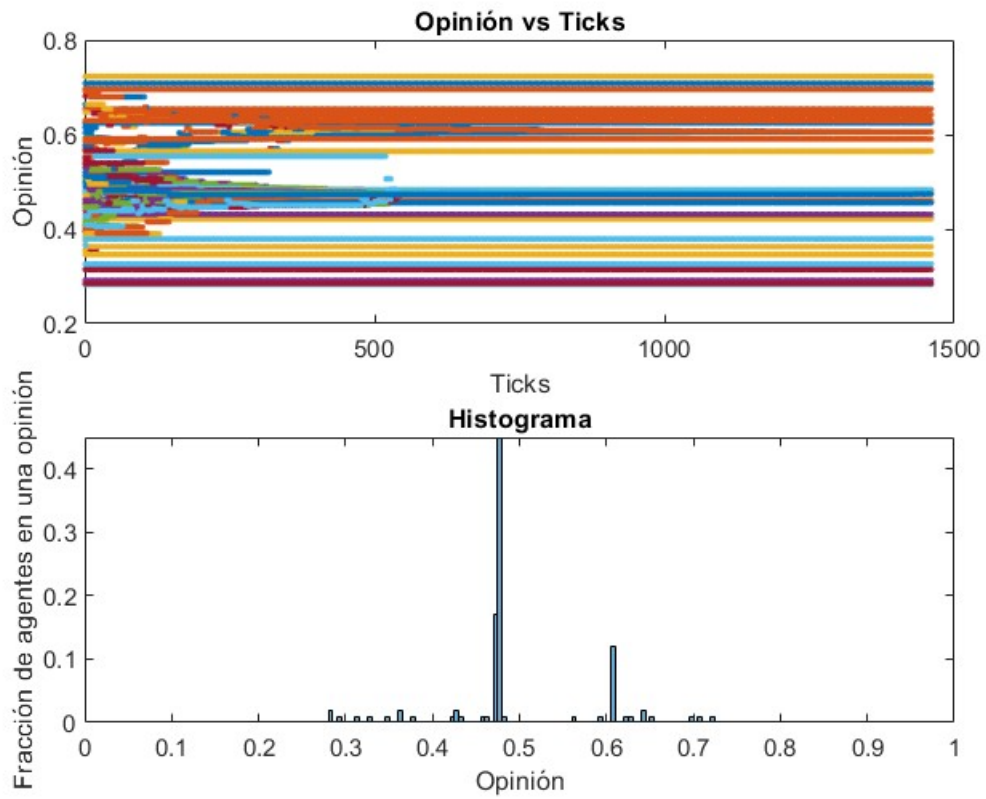 Opinión vs Ticks
Opinión
0.8
0.6
0.4
0.2
0 500 1000 1500
Ticks
Histograma
Fracción de agentes en una opinión
0.4
0.3
0.2
0.1
0
0 0.1 0.2 0.3 0.4 0.5 0.6 0.7 0.8 0.9 1
Opinión